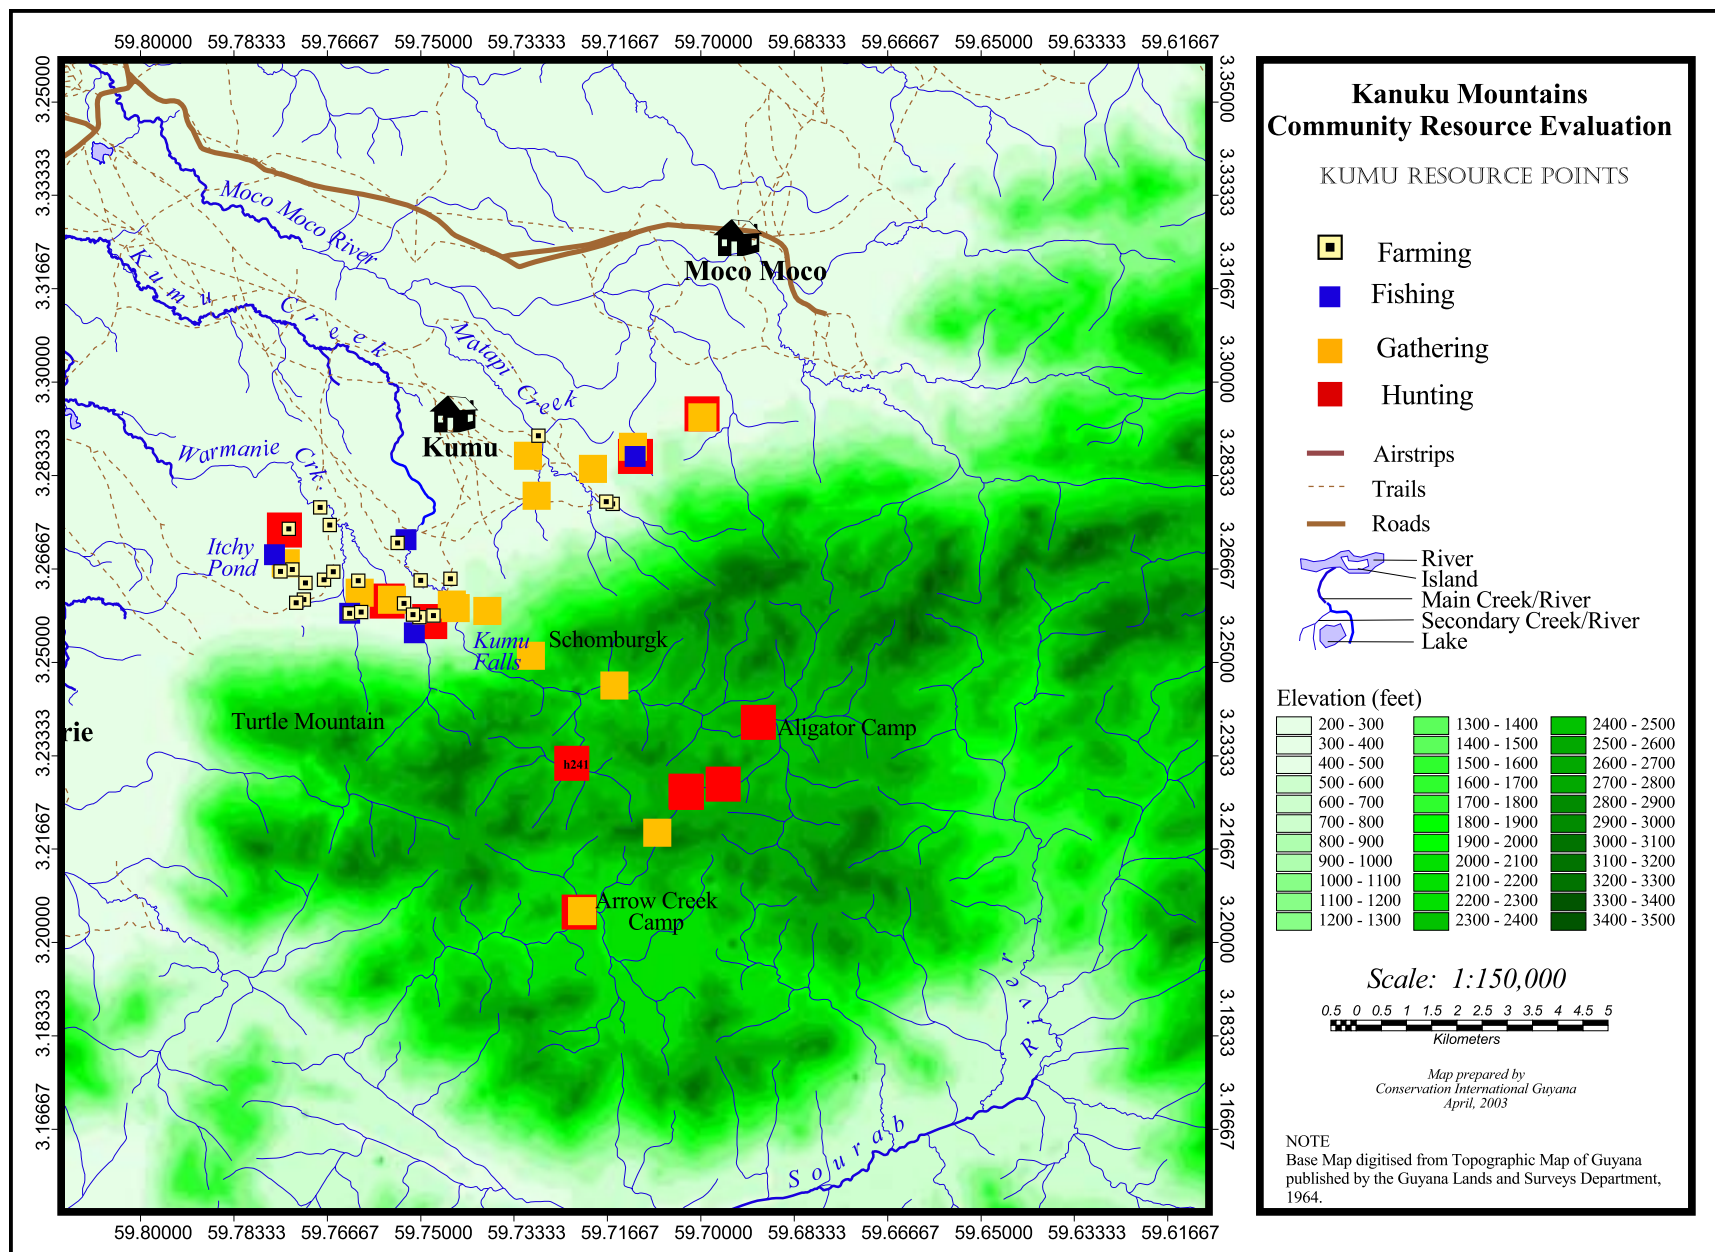 59.80000 59.78333 59.76667 59.75000 59.73333 59.71667 59.70000 59.68333 59.66667 59.65000 59.63333 59.61667
3.25000
3.33333
3.31667
3.30000
3.28333
3.26667
3.25000
3.23333
3.21667
3.20000
3.18333
3.16667
Moco Moco River
Kumu Creek
Moco Moco
Matapi Creek
Kumu
Warmanie Crk.
Itchy
Pond
Kumu
Falls
Schomburgk
Turtle Mountain
rie
Aligator Camp
h241
Arrow Creek
Camp
Sourab River
3.35000
3.33333
3.31667
3.30000
3.28333
3.26667
3.25000
3.23333
3.21667
3.20000
3.18333
3.16667
59.80000 59.78333 59.76667 59.75000 59.73333 59.71667 59.70000 59.68333 59.66667 59.65000 59.63333 59.61667
Kanuku Mountains
Community Resource Evaluation
KUMU RESOURCE POINTS
Farming
Fishing
Gathering
Hunting
Airstrips
Trails
Roads
River
Island
Main Creek/River
Secondary Creek/River
Lake
Elevation (feet)
200 - 300 1300 - 1400 2400 - 2500
300 - 400 1400 - 1500 2500 - 2600
400 - 500 1500 - 1600 2600 - 2700
500 - 600 1600 - 1700 2700 - 2800
600 - 700 1700 - 1800 2800 - 2900
700 - 800 1800 - 1900 2900 - 3000
800 - 900 1900 - 2000 3000 - 3100
900 - 1000 2000 - 2100 3100 - 3200
1000 - 1100 2100 - 2200 3200 - 3300
1100 - 1200 2200 - 2300 3300 - 3400
1200 - 1300 2300 - 2400 3400 - 3500
Scale: 1:150,000
0.5 0 0.5 1 1.5 2 2.5 3 3.5 4 4.5 5
Kilometers
Map prepared by
Conservation International Guyana
April, 2003
NOTE
Base Map digitised from Topographic Map of Guyana
published by the Guyana Lands and Surveys Department,
1964.